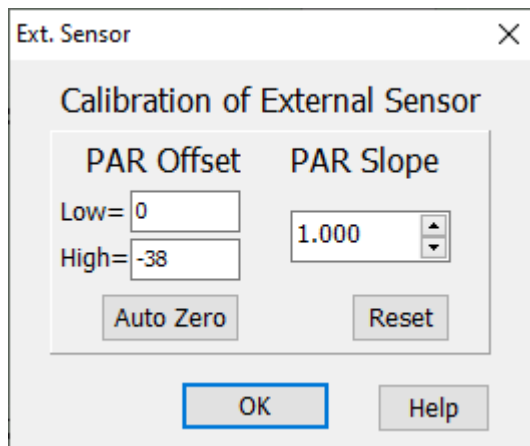 Ext. Sensor
Calibration of External Sensor
PAR Offset
PAR Slope
Low= 0
High= -38
1.000
Auto Zero
Reset
OK
Help